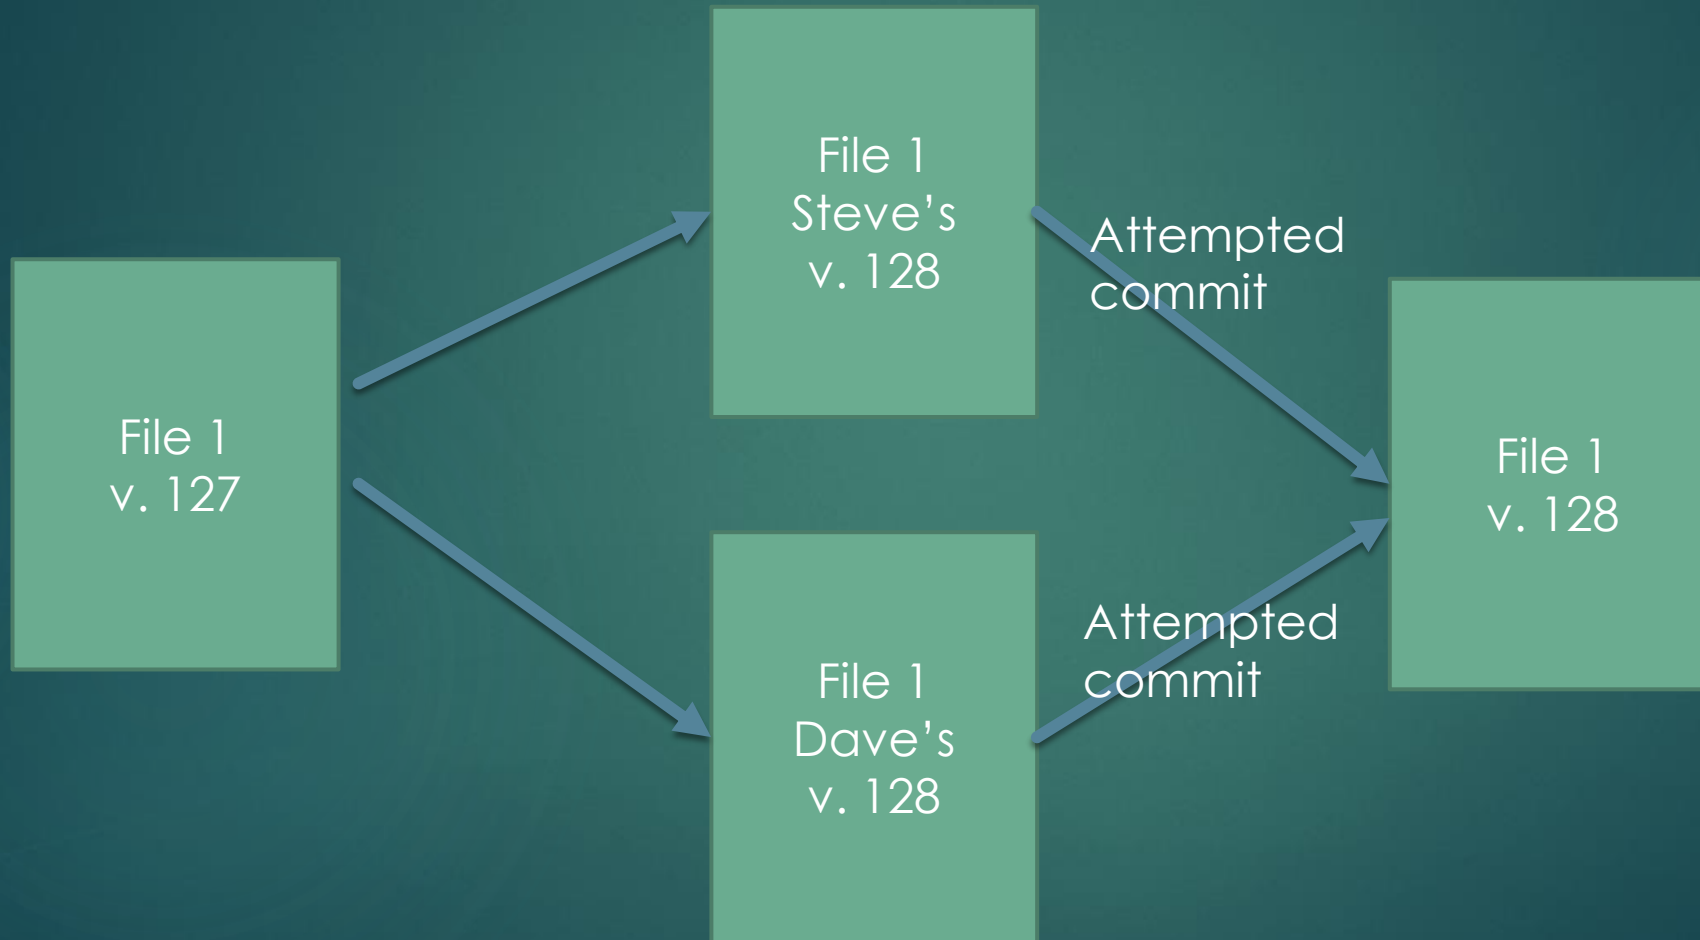 File 1
v. 127
File 1
Steve’s
v. 128
Attempted
commit
File 1
Dave’s
v. 128
Attempted
commit
File 1
v. 128